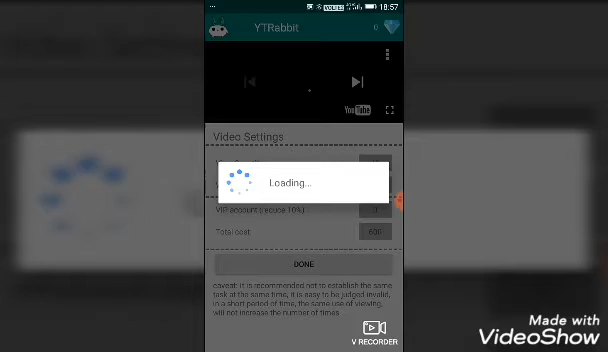 18:57
YTRabbit
0
YouTube
Video Settings
Loading...
VIP account (reduce 10%)
0
Total cost:
600
DONE
caveat: it is recommended not to establish the same
task at the same time, it is easy to be judged invalid,
in a short period of time, the same use of viewing,
will not increase the number of times
V RECORDER
Made with
VideoShow